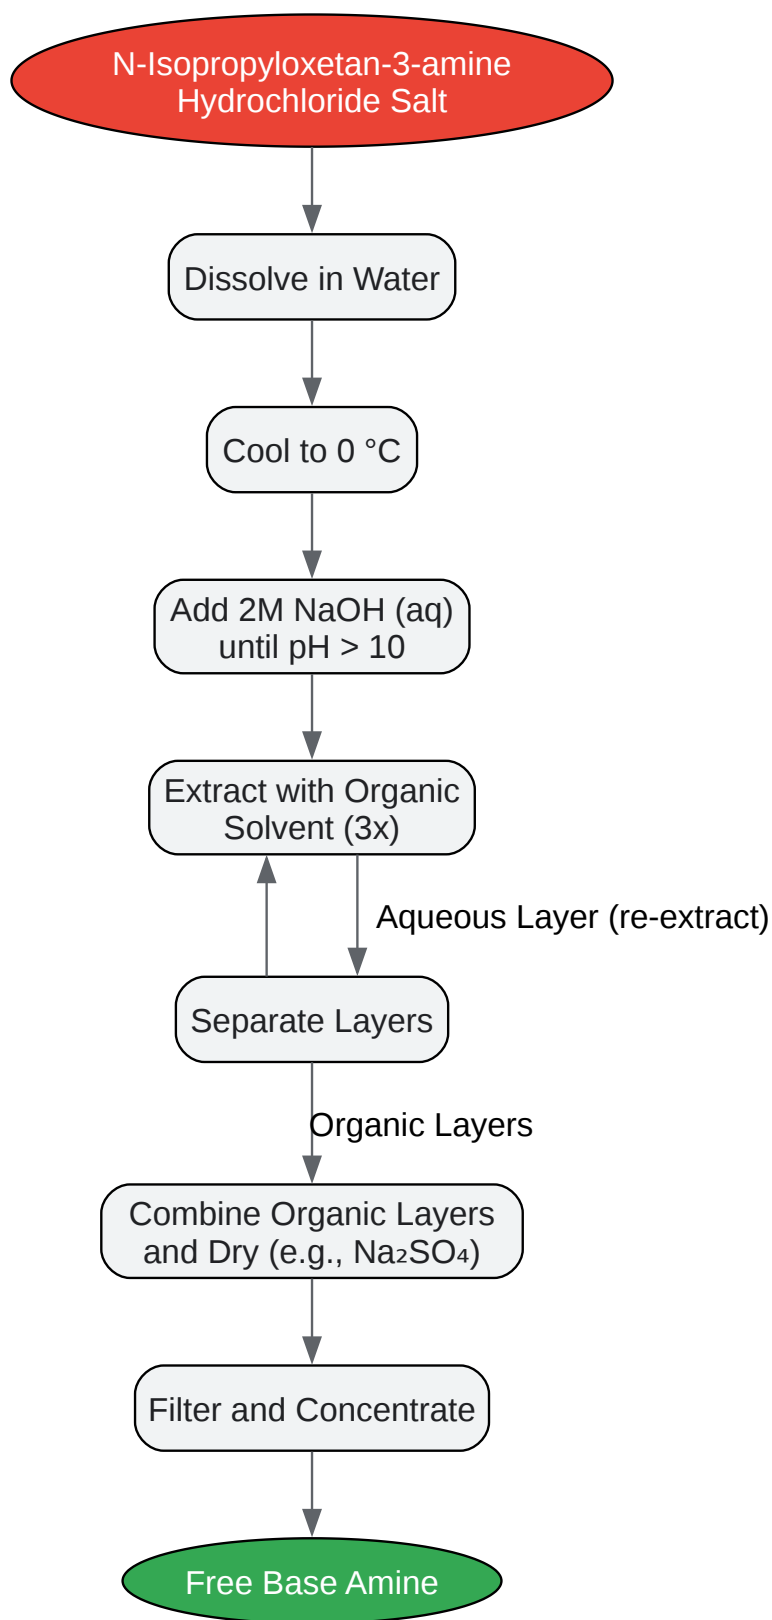 N-Isopropyloxetan-3-amine
Hydrochloride Salt
Dissolve in Water
Cool to 0 °C
Add 2M NaOH (aq)
until pH > 10
Extract with Organic
Solvent (3x)
Aqueous Layer (re-extract)
Separate Layers
Organic Layers
Combine Organic Layers
and Dry (e.g., Na₂SO₄)
Filter and Concentrate
Free Base Amine